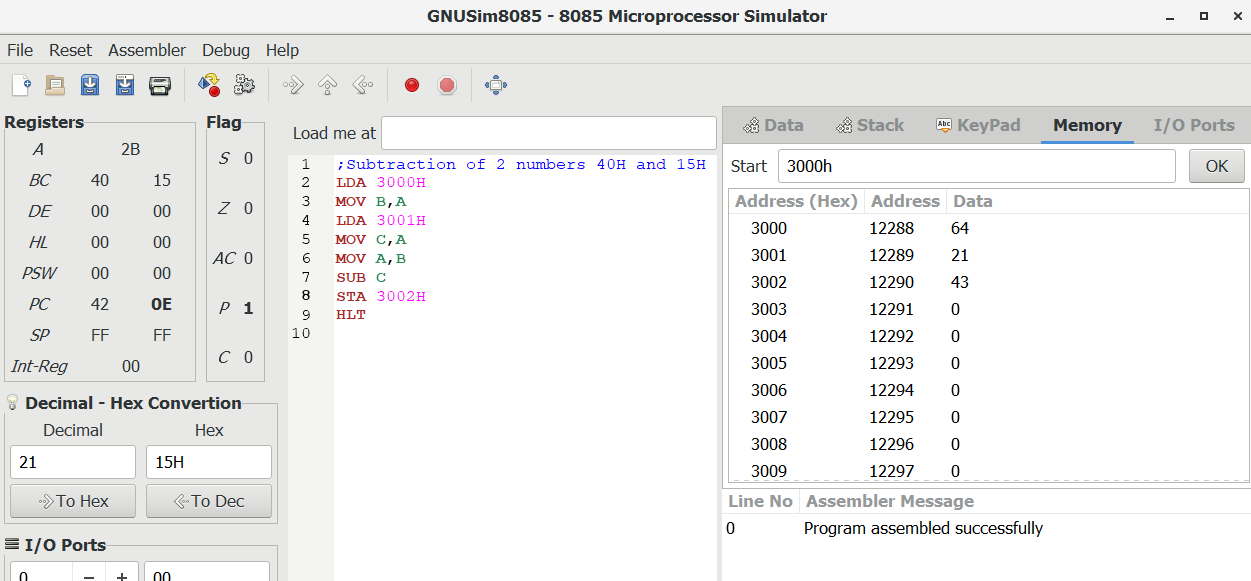 GNUSim8085 - 8085 Microprocessor Simulator
File Reset Assembler Debug Help
Registers
A 2B
BC 40 15
DE 00 00
HL 00 00
PSW 00 00
PC 42 0E
SP FF FF
Int-Reg 00
Flag
S 0
Z 0
AC 0
P 1
C 0
Decimal - Hex Convertion
Decimal Hex
21 15H
To Hex To Dec
I/O Ports
0 − + 00
Load me at
1 ;Subtraction of 2 numbers 40H and 15H
2 LDA 3000H
3 MOV B,A
4 LDA 3001H
5 MOV C,A
6 MOV A,B
7 SUB C
8 STA 3002H
9 HLT
10
Data Stack Abc KeyPad Memory I/O Ports
Start 3000h OK
Address (Hex) Address Data
3000 12288 64
3001 12289 21
3002 12290 43
3003 12291 0
3004 12292 0
3005 12293 0
3006 12294 0
3007 12295 0
3008 12296 0
3009 12297 0
Line No Assembler Message
0 Program assembled successfully